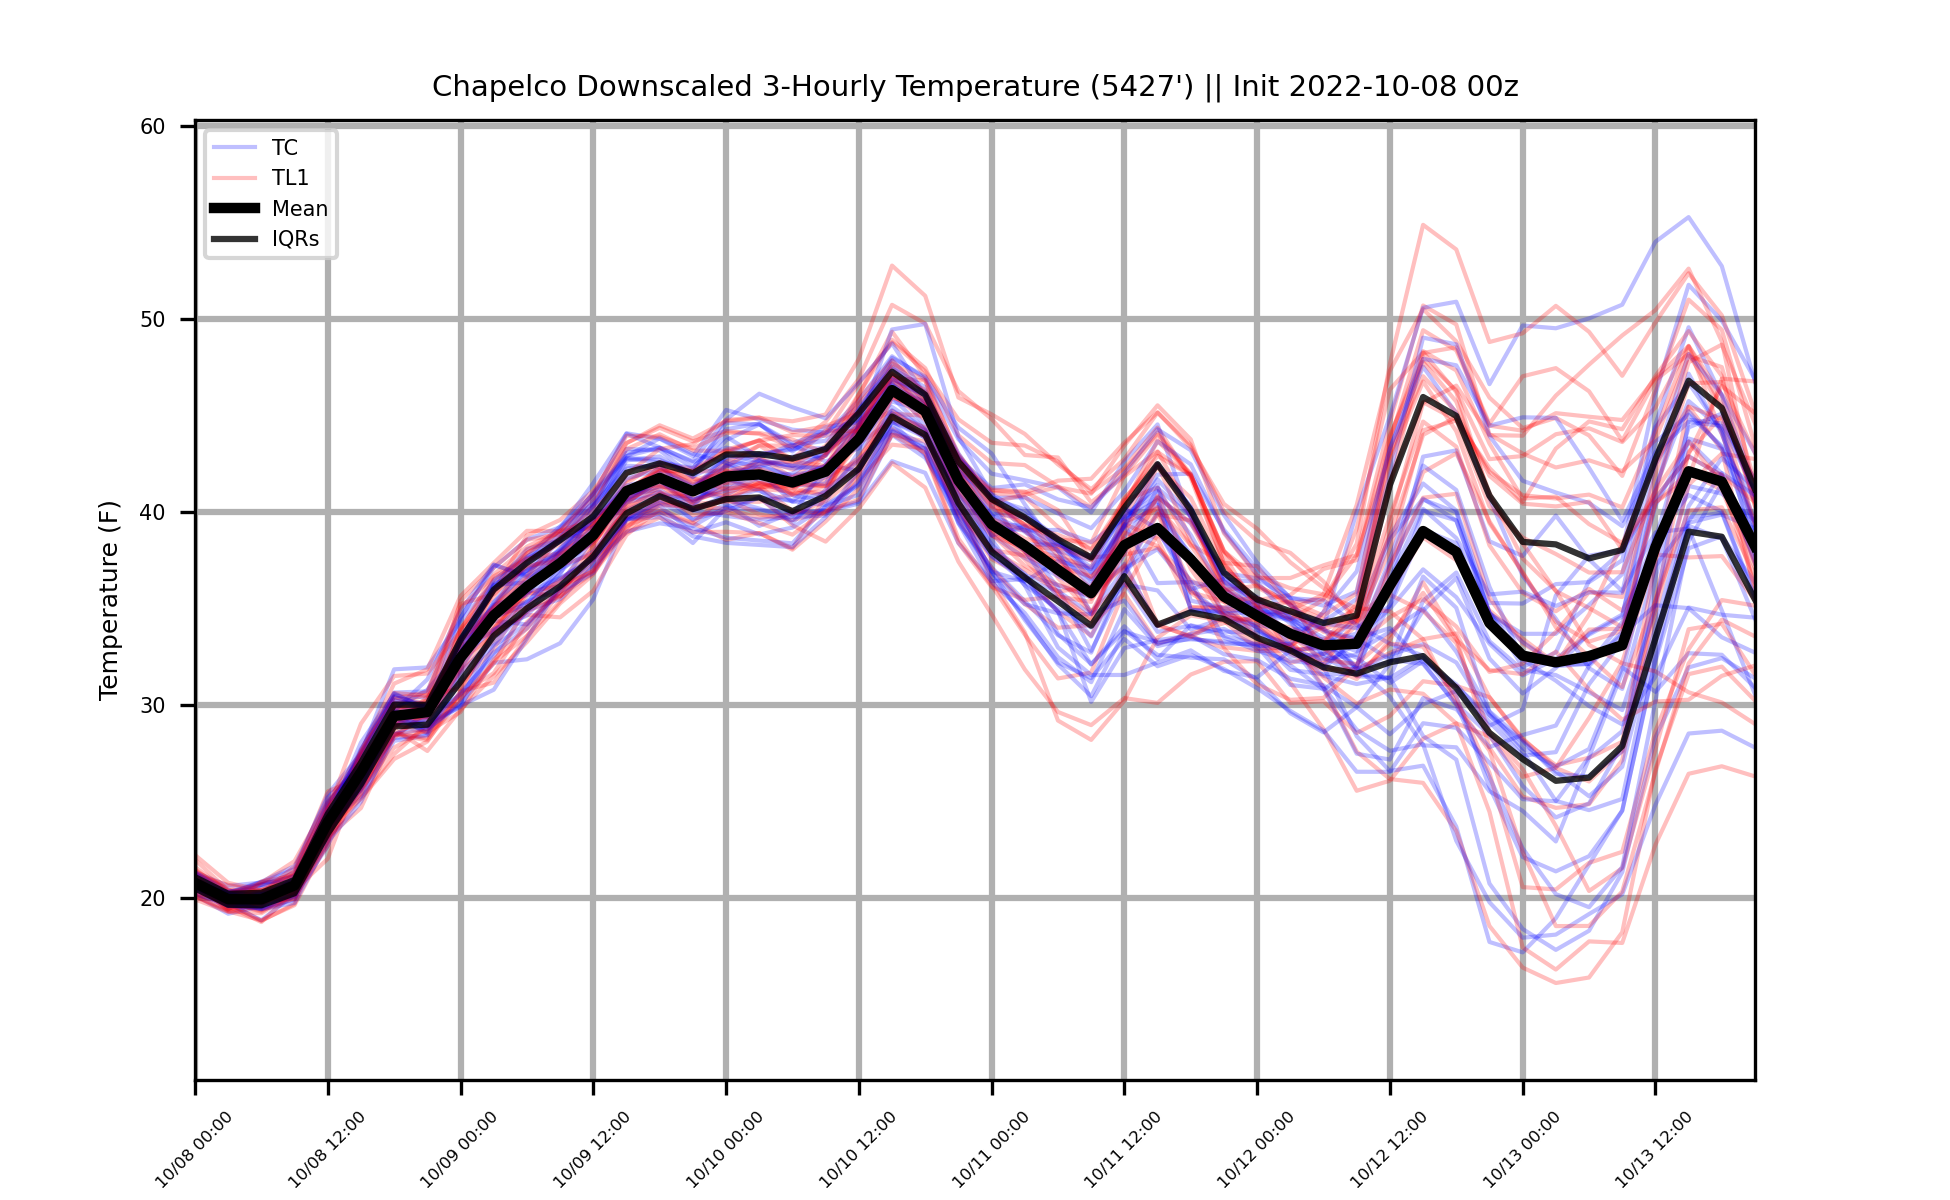 Chapelco Downscaled 3-Hourly Temperature (5427') || Init 2022-10-08 00z
TC
TL1
Mean
IQRs
Temperature (F)
60
50
40
30
20
10/08 00:00
10/08 12:00
10/09 00:00
10/09 12:00
10/10 00:00
10/10 12:00
10/11 00:00
10/11 12:00
10/12 00:00
10/12 12:00
10/13 00:00
10/13 12:00